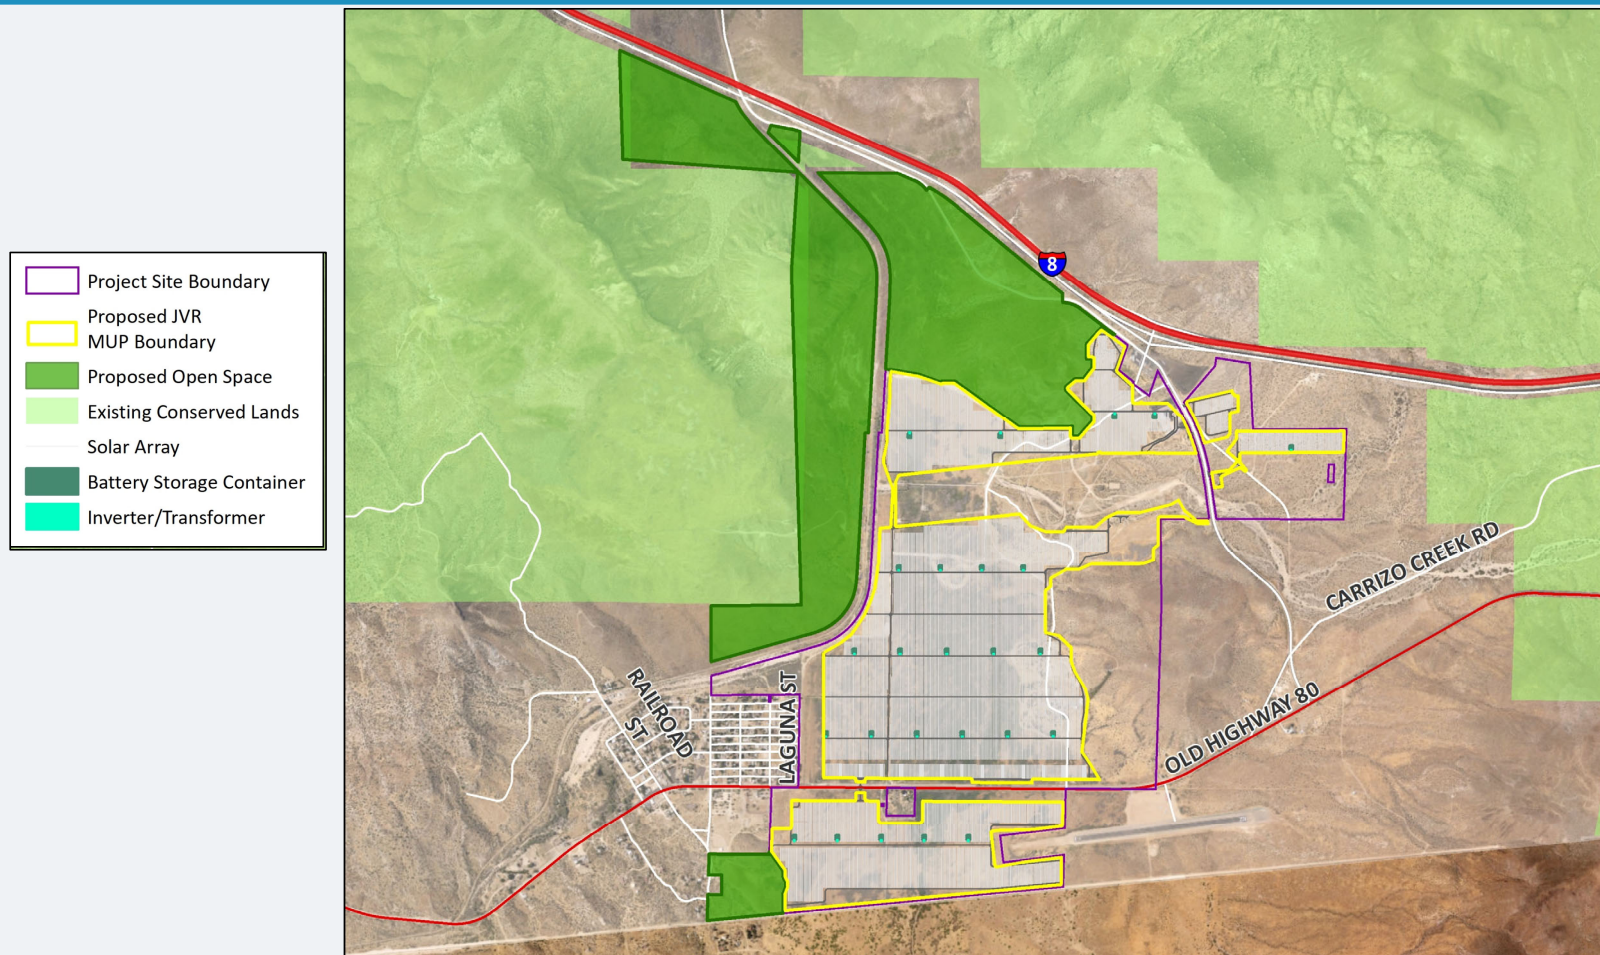 Project Site Boundary
Proposed JVR
MUP Boundary
Proposed Open Space
Existing Conserved Lands
Solar Array
Battery Storage Container
Inverter/Transformer
8
CARRIZO CREEK RD
OLD HIGHWAY 80
RAILROAD
ST
LAGUNA ST